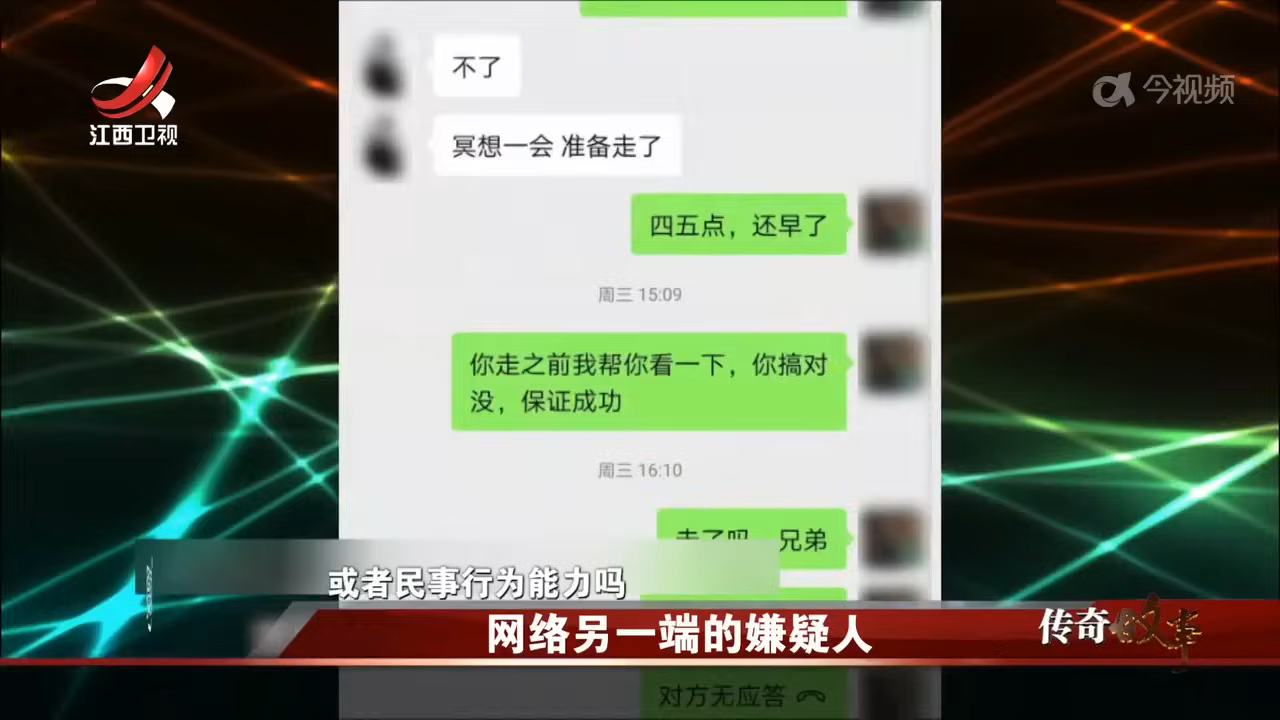 不了
江西卫视
今视频
冥想一会 准备走了
四五点，还早了
周三 15:09
你走之前我帮你看一下，你搞对
没，保证成功
周三 16:10
走了吗 兄弟
或者民事行为能力吗
网络另一端的嫌疑人
传奇故事
对方无应答